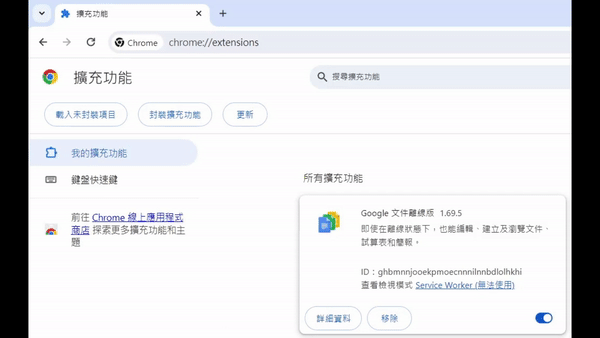 擴充功能
Chrome
chrome://extensions
擴充功能
搜尋擴充功能
載入未封裝項目
封裝擴充功能
更新
我的擴充功能
鍵盤快速鍵
前往 Chrome 線上應用程式
商店 探索更多擴充功能和主
題
所有擴充功能
Google 文件離線版 1.69.5
即使在離線狀態下，也能編輯、建立及瀏覽文件、
試算表和簡報。
ID：ghbmnnjooekpmoecnnnilnnbdlolhkhi
查看檢視模式 Service Worker (無法使用)
詳細資料
移除